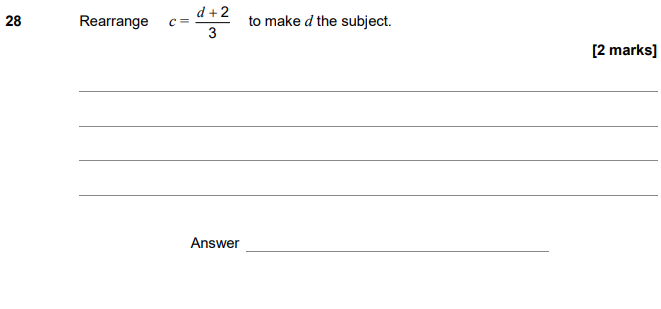 28 Rearrange c = (d + 2)/3 to make d the subject.
[2 marks]
Answer